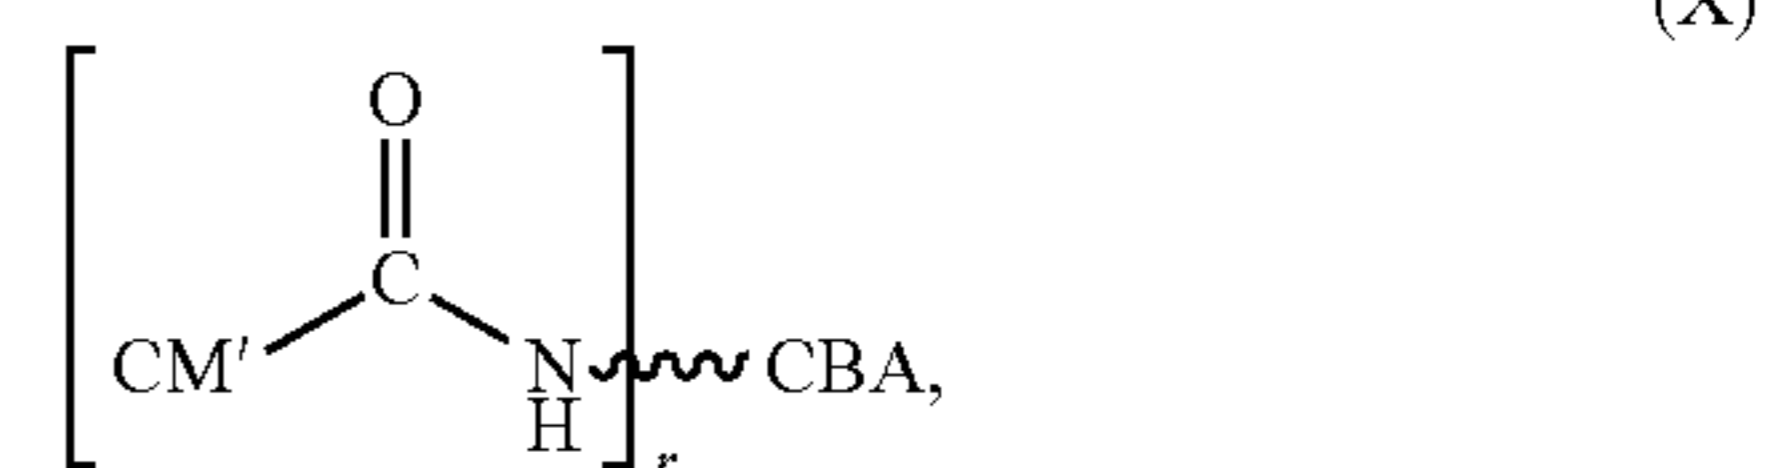 (X)
O
C
CM′ N CBA,
H
r